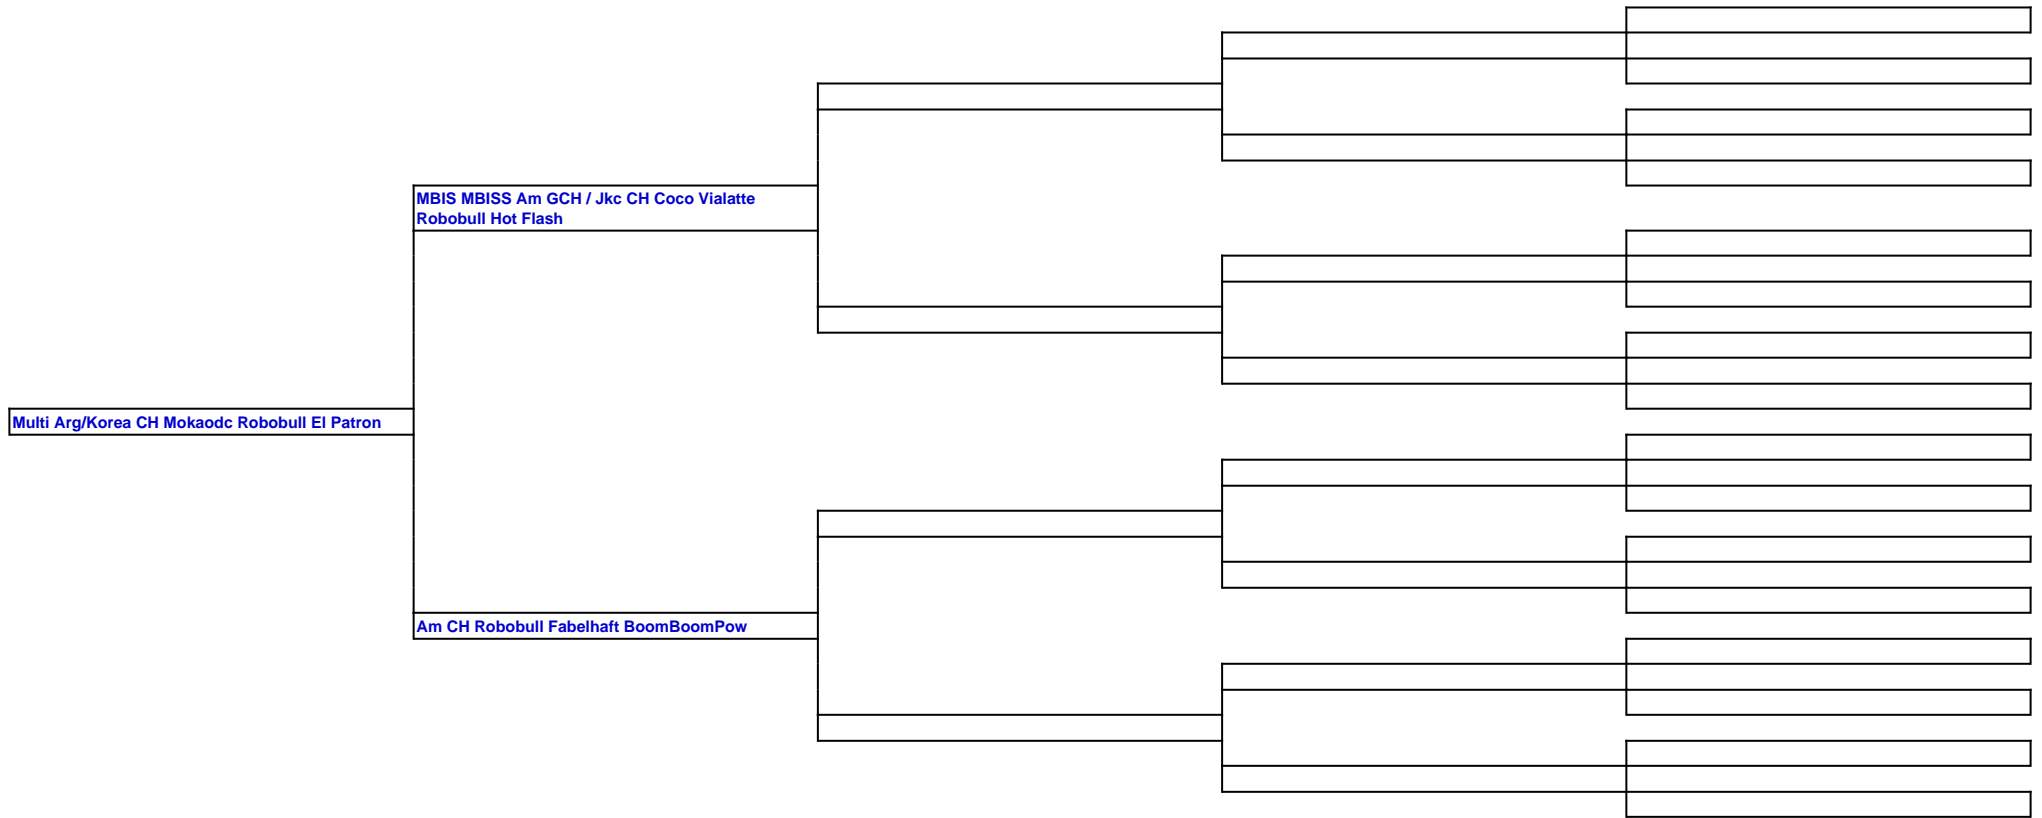 MBIS MBISS Am GCH / Jkc CH Coco Vialatte
Robobull Hot Flash
Multi Arg/Korea CH Mokaodc Robobull El Patron
Am CH Robobull Fabelhaft BoomBoomPow